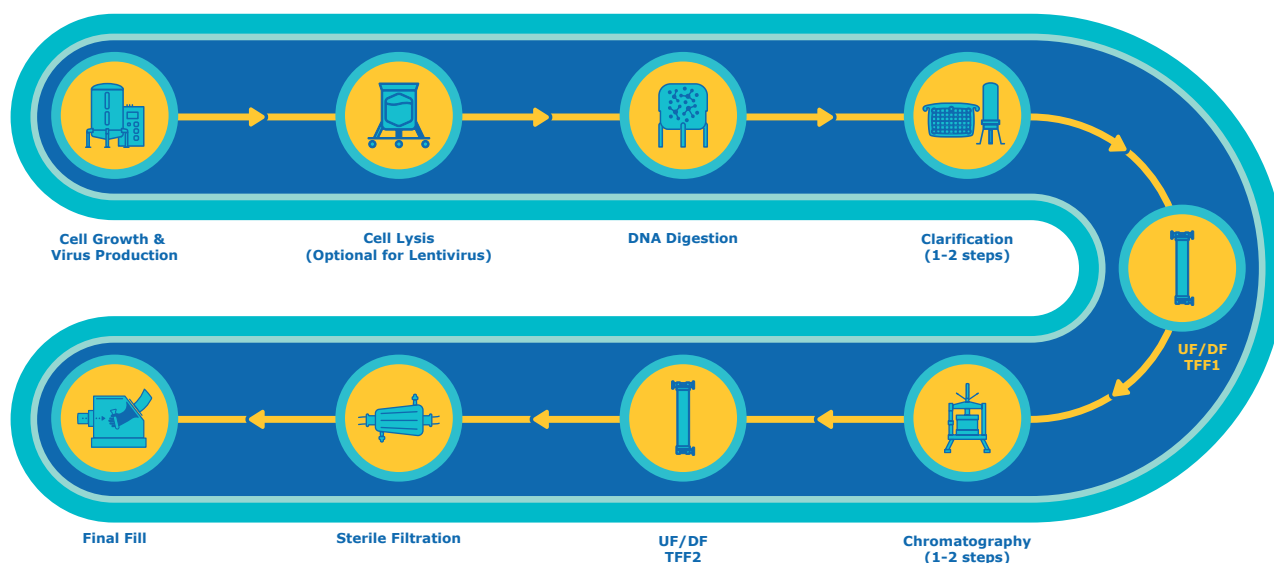 Cell Growth &
Virus Production
Cell Lysis
(Optional for Lentivirus)
DNA Digestion
Clarification
(1-2 steps)
UF/DF
TFF1
Final Fill
Sterile Filtration
UF/DF
TFF2
Chromatography
(1-2 steps)